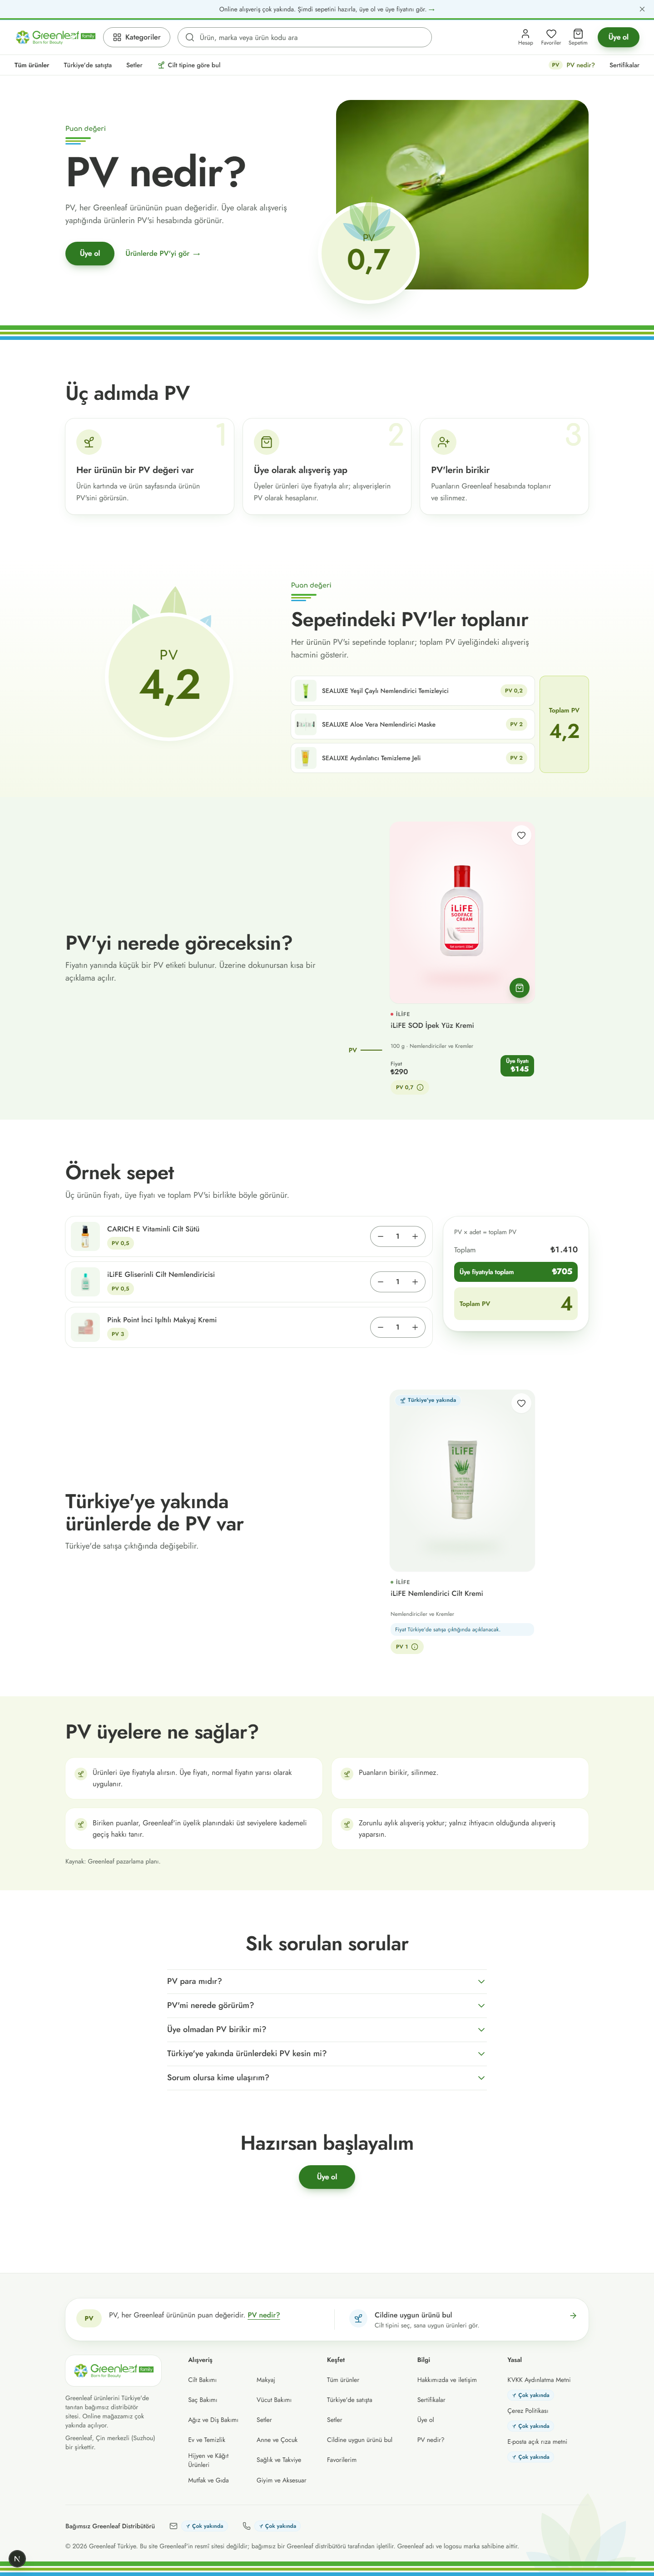 Online alışveriş çok yakında. Şimdi sepetini hazırla, üye ol ve üye fiyatını gör. →
Greenleaf family
Born for Beauty
Kategoriler
Ürün, marka veya ürün kodu ara
Hesap
Favoriler
Sepetim
Üye ol
Tüm ürünler
Türkiye'de satışta
Setler
Cilt tipine göre bul
PV PV nedir?
Sertifikalar
Puan değeri
PV nedir?
PV, her Greenleaf ürününün puan değeridir. Üye olarak alışveriş
yaptığında ürünlerin PV'si hesabında görünür.
Üye ol
Ürünlerde PV'yi gör →
PV
0,7
Üç adımda PV
1
Her ürünün bir PV değeri var
Ürün kartında ve ürün sayfasında ürünün
PV'sini görürsün.
2
Üye olarak alışveriş yap
Üyeler ürünleri üye fiyatıyla alır; alışverişlerin
PV olarak hesaplanır.
3
PV'lerin birikir
Puanların Greenleaf hesabında toplanır
ve silinmez.
PV
4,2
Puan değeri
Sepetindeki PV'ler toplanır
Her ürünün PV'si sepetinde toplanır; toplam PV üyeliğindeki alışveriş
hacmini gösterir.
SEALUXE Yeşil Çaylı Nemlendirici Temizleyici
PV 0,2
SEALUXE Aloe Vera Nemlendirici Maske
PV 2
SEALUXE Aydınlatıcı Temizleme Jeli
PV 2
Toplam PV
4,2
PV'yi nerede göreceksin?
Fiyatın yanında küçük bir PV etiketi bulunur. Üzerine dokunursan kısa bir
açıklama açılır.
PV
iLiFE
SODFACE
CREAM
İLİFE
iLiFE SOD İpek Yüz Kremi
100 g · Nemlendiriciler ve Kremler
Fiyat
₺290
Üye fiyatı
₺145
PV 0,7
Örnek sepet
Üç ürünün fiyatı, üye fiyatı ve toplam PV'si birlikte böyle görünür.
CARICH E Vitaminli Cilt Sütü
PV 0,5
− 1 +
iLiFE Gliserinli Cilt Nemlendiricisi
PV 0,5
− 1 +
Pink Point İnci Işıltılı Makyaj Kremi
PV 3
− 1 +
PV × adet = toplam PV
Toplam
₺1.410
Üye fiyatıyla toplam
₺705
Toplam PV
4
Türkiye'ye yakında
ürünlerde de PV var
Türkiye'de satışa çıktığında değişebilir.
Türkiye'ye yakında
iLiFE
İLİFE
iLiFE Nemlendirici Cilt Kremi
Nemlendiriciler ve Kremler
Fiyat Türkiye'de satışa çıktığında açıklanacak.
PV 1
PV üyelere ne sağlar?
Ürünleri üye fiyatıyla alırsın. Üye fiyatı, normal fiyatın yarısı olarak
uygulanır.
Puanların birikir, silinmez.
Biriken puanlar, Greenleaf'in üyelik planındaki üst seviyelere kademeli
geçiş hakkı tanır.
Zorunlu aylık alışveriş yoktur; yalnız ihtiyacın olduğunda alışveriş
yaparsın.
Kaynak: Greenleaf pazarlama planı.
Sık sorulan sorular
PV para mıdır?
PV'mi nerede görürüm?
Üye olmadan PV birikir mi?
Türkiye'ye yakında ürünlerdeki PV kesin mi?
Sorum olursa kime ulaşırım?
Hazırsan başlayalım
Üye ol
PV
PV, her Greenleaf ürününün puan değeridir. PV nedir?
Cildine uygun ürünü bul
Cilt tipini seç, sana uygun ürünleri gör.
Greenleaf family
Born for Beauty
Greenleaf ürünlerini Türkiye'de
tanıtan bağımsız distribütör
sitesi. Online mağazamız çok
yakında açılıyor.
Greenleaf, Çin merkezli (Suzhou)
bir şirkettir.
Alışveriş
Cilt Bakımı
Makyaj
Saç Bakımı
Vücut Bakımı
Ağız ve Diş Bakımı
Setler
Ev ve Temizlik
Anne ve Çocuk
Hijyen ve Kâğıt
Ürünleri
Sağlık ve Takviye
Mutfak ve Gıda
Giyim ve Aksesuar
Keşfet
Tüm ürünler
Türkiye'de satışta
Setler
Cildine uygun ürünü bul
Favorilerim
Bilgi
Hakkımızda ve iletişim
Sertifikalar
Üye ol
PV nedir?
Yasal
KVKK Aydınlatma Metni
Çok yakında
Çerez Politikası
Çok yakında
E-posta açık rıza metni
Çok yakında
Bağımsız Greenleaf Distribütörü
Çok yakında
Çok yakında
© 2026 Greenleaf Türkiye. Bu site Greenleaf'in resmî sitesi değildir; bağımsız bir Greenleaf distribütörü tarafından işletilir. Greenleaf adı ve logosu marka sahibine aittir.
N